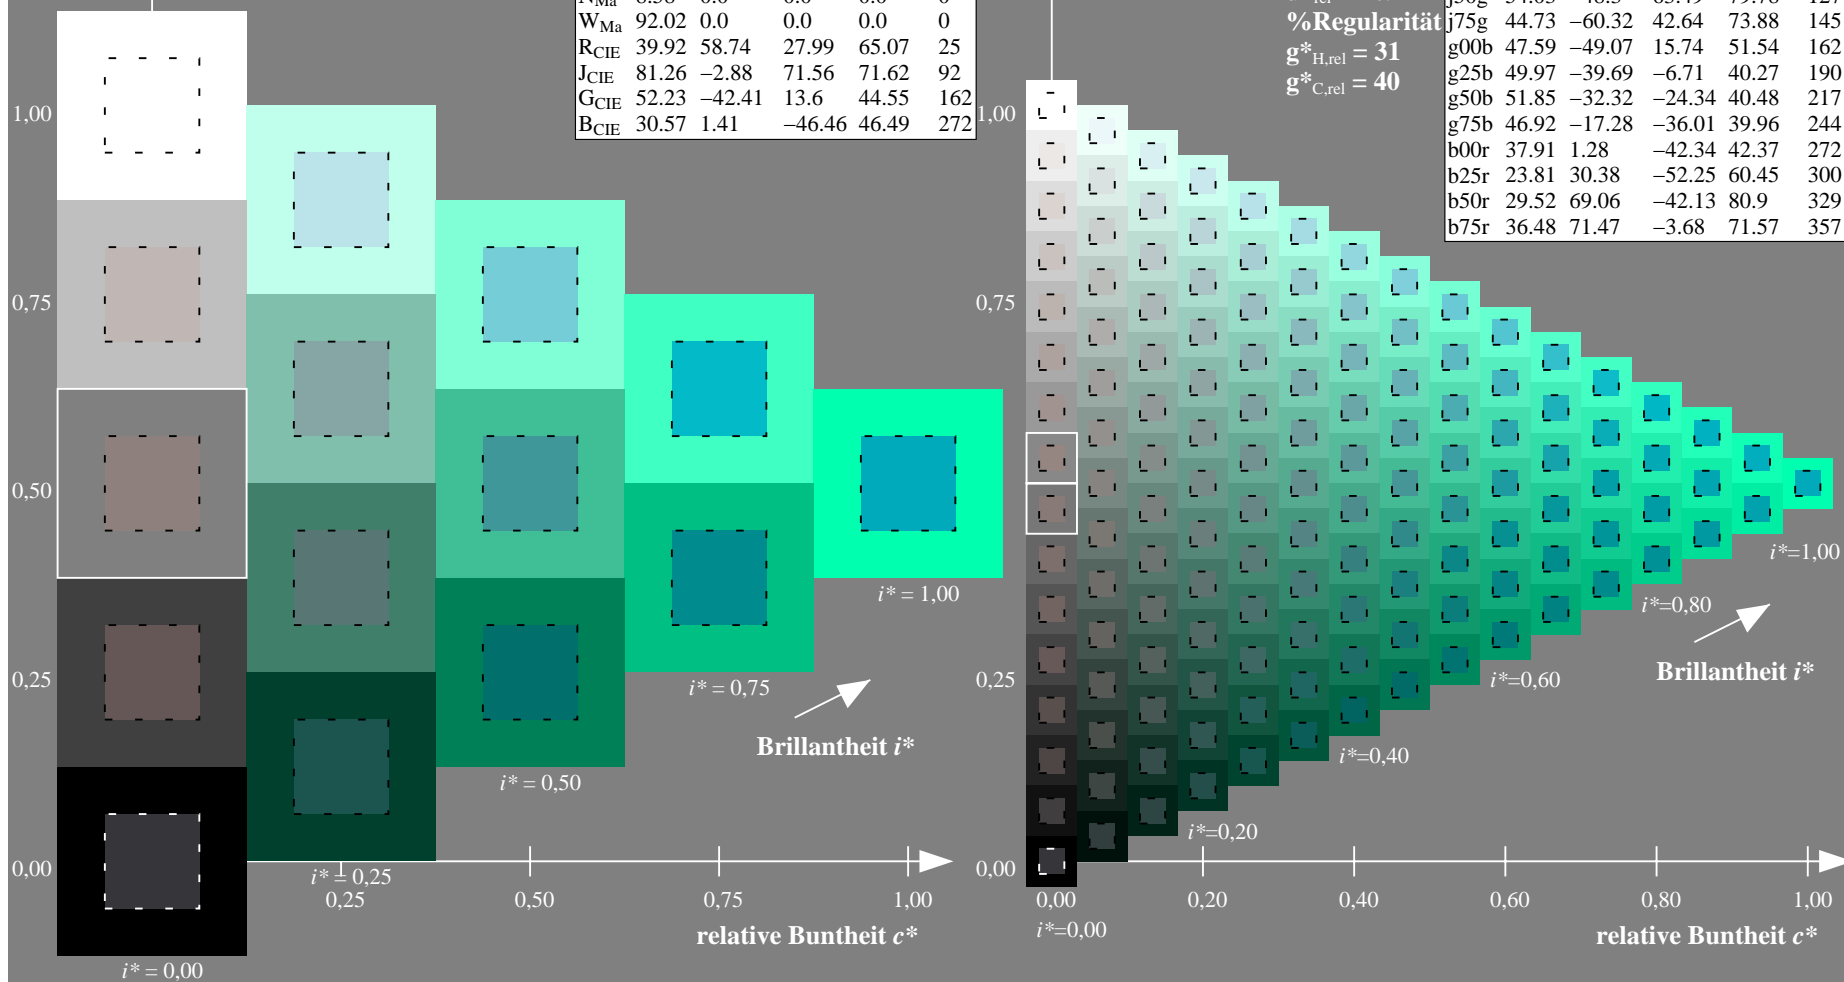 W_Ma 92.02 0.0 0.0 0.0 0
R_CIE 39.92 58.74 27.99 65.07 25
J_CIE 81.26 −2.88 71.56 71.62 92
G_CIE 52.23 −42.41 13.6 44.55 162
B_CIE 30.57 1.41 −46.46 46.49 272
1,00
0,75
0,50
0,25
0,00
i* = 1,00
i* = 0,75
i* = 0,50
i* = 0,25
i* = 0,00
Brillantheit i*
0,25 0,50 0,75 1,00
relative Buntheit c*
%Regularität
g*H,rel = 31
g*C,rel = 40
j75g 44.73 −60.32 42.64 73.88 145
g00b 47.59 −49.07 15.74 51.54 162
g25b 49.97 −39.69 −6.71 40.27 190
g50b 51.85 −32.32 −24.34 40.48 217
g75b 46.92 −17.28 −36.01 39.96 244
b00r 37.91 1.28 −42.34 42.37 272
b25r 23.81 30.38 −52.25 60.45 300
b50r 29.52 69.06 −42.13 80.9 329
b75r 36.48 71.47 −3.68 71.57 357
1,00
0,75
0,50
0,25
0,00
i*=1,00
i*=0,80
i*=0,60
i*=0,40
i*=0,20
i*=0,00
Brillantheit i*
0,00 0,20 0,40 0,60 0,80 1,00
relative Buntheit c*